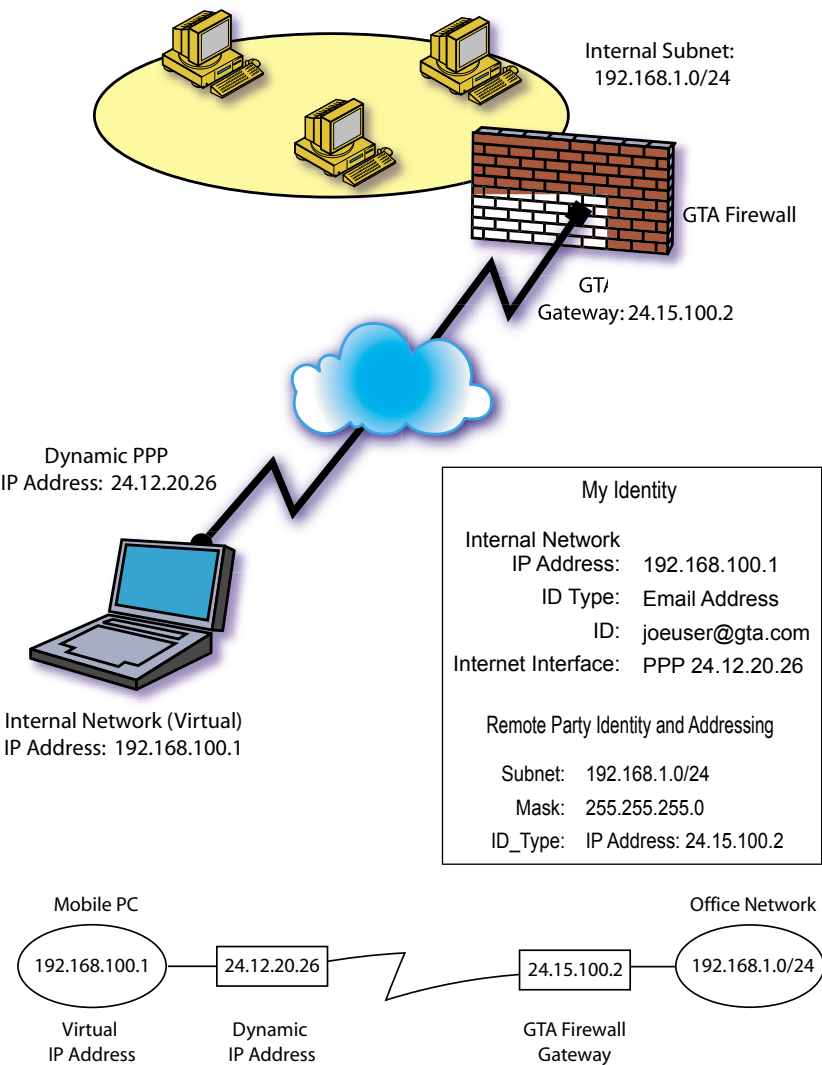 Internal Subnet:
192.168.1.0/24
GTA Firewall
GTA
Gateway: 24.15.100.2
Dynamic PPP
IP Address: 24.12.20.26
Internal Network (Virtual)
IP Address: 192.168.100.1
My Identity
Internal Network
IP Address: 192.168.100.1
ID Type: Email Address
ID: joeuser@gta.com
Internet Interface: PPP 24.12.20.26
Remote Party Identity and Addressing
Subnet: 192.168.1.0/24
Mask: 255.255.255.0
ID_Type: IP Address: 24.15.100.2
Mobile PC
Office Network
192.168.100.1
24.12.20.26
24.15.100.2
192.168.1.0/24
Virtual
IP Address
Dynamic
IP Address
GTA Firewall
Gateway